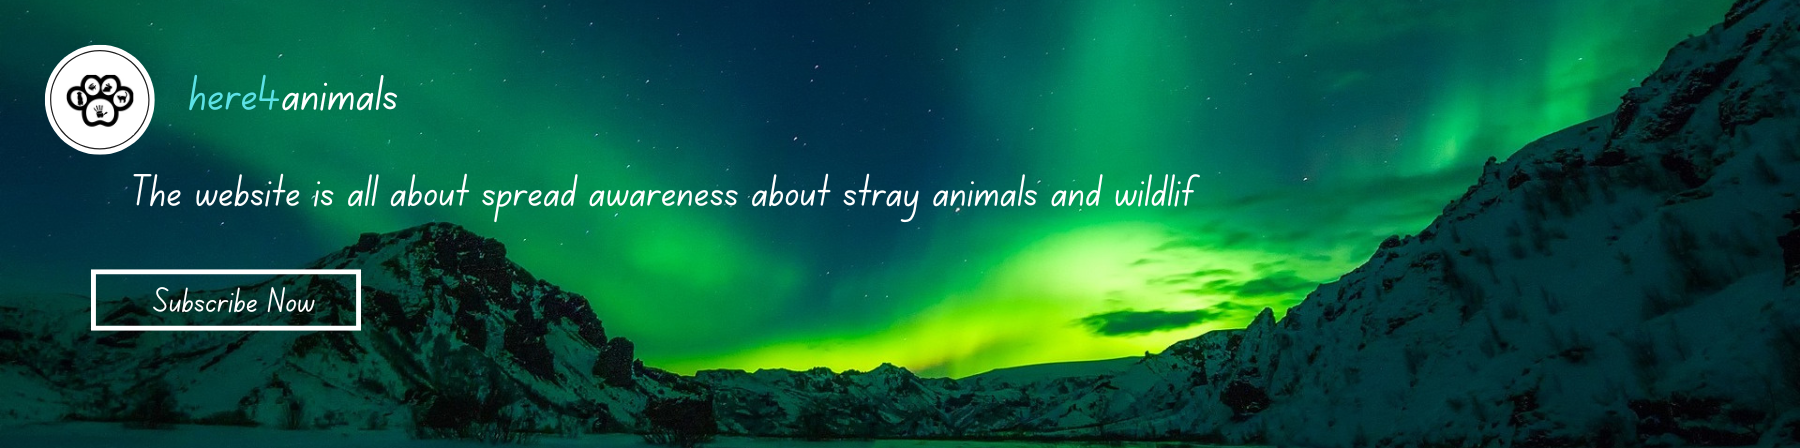 here4animals
The website is all about spread awareness about stray animals and wildlif
Subscribe Now